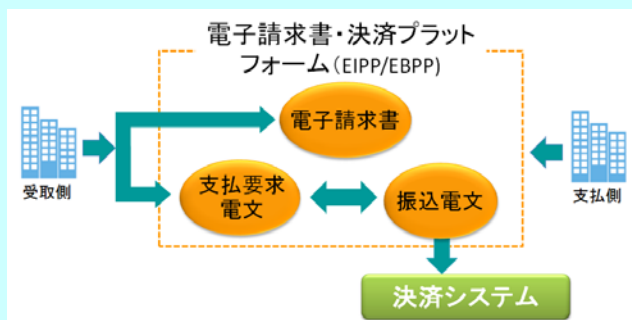 電子請求書・決済プラット
フォーム(EIPP/EBPP)
電子請求書
受取側
支払要求
電文
振込電文
支払側
決済システム